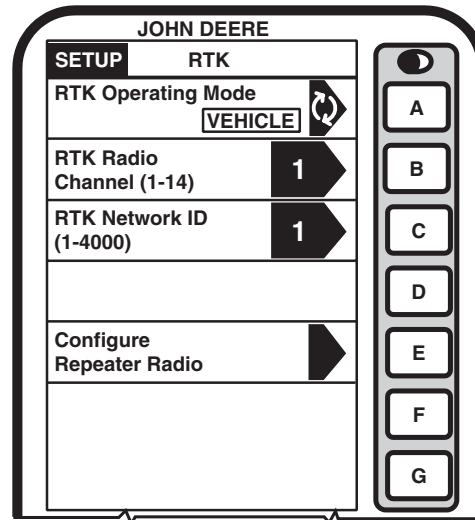 JOHN DEERE
SETUP RTK
RTK Operating Mode
VEHICLE
A
RTK Radio
Channel (1-14)
1
B
RTK Network ID
(1-4000)
1
C
D
Configure
Repeater Radio
E
F
G